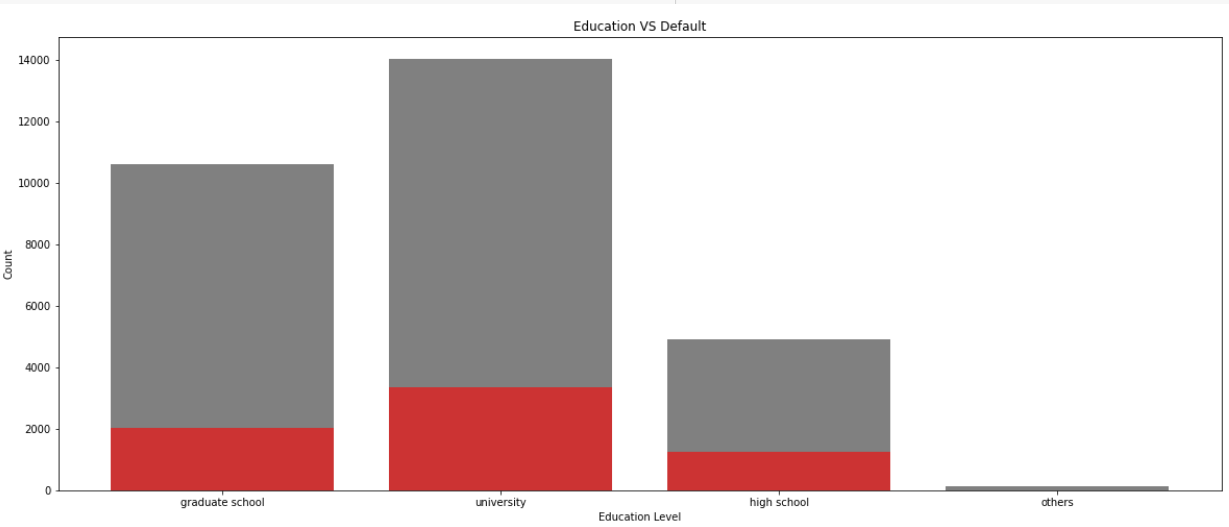 Education VS Default
14000
12000
10000
8000
6000
4000
2000
0
Count
graduate school university high school others
Education Level